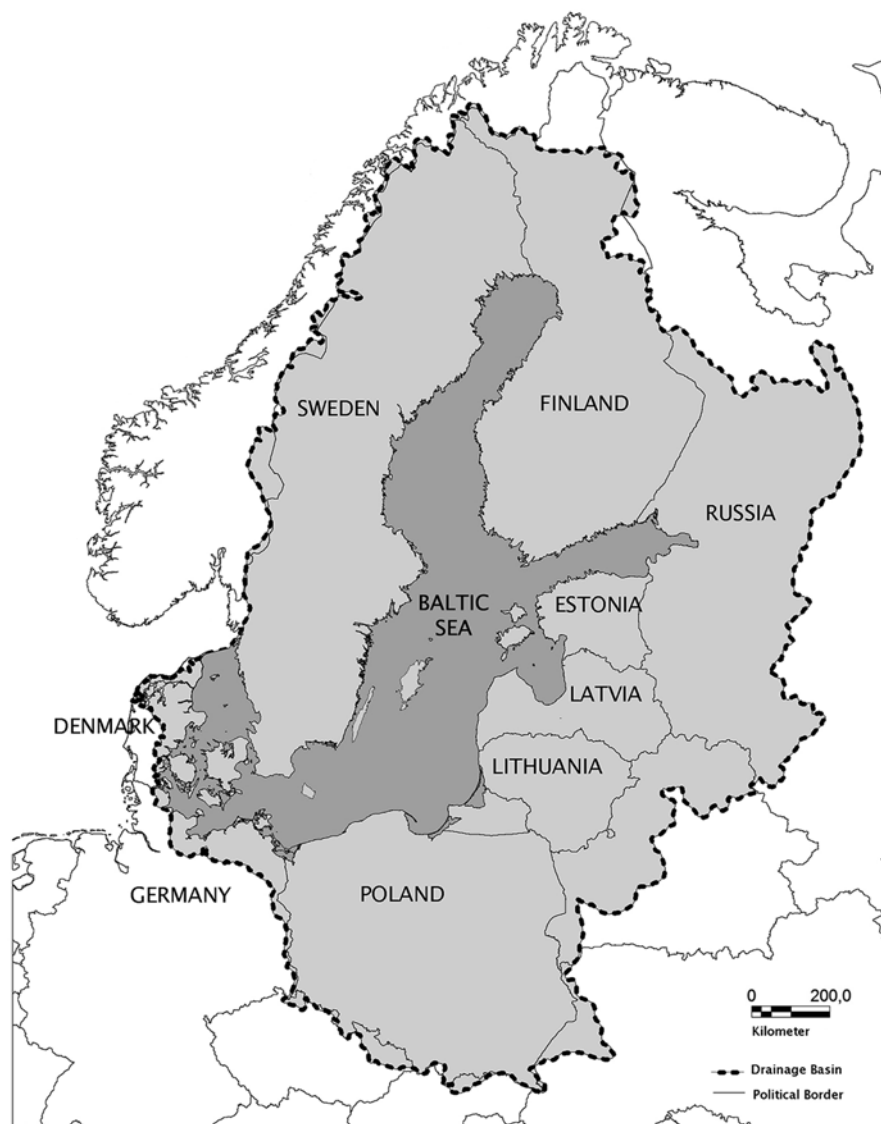 SWEDEN
FINLAND
RUSSIA
BALTIC
SEA
ESTONIA
LATVIA
DENMARK
LITHUANIA
GERMANY
POLAND
0 200,0
Kilometer
Drainage Basin
Political Border